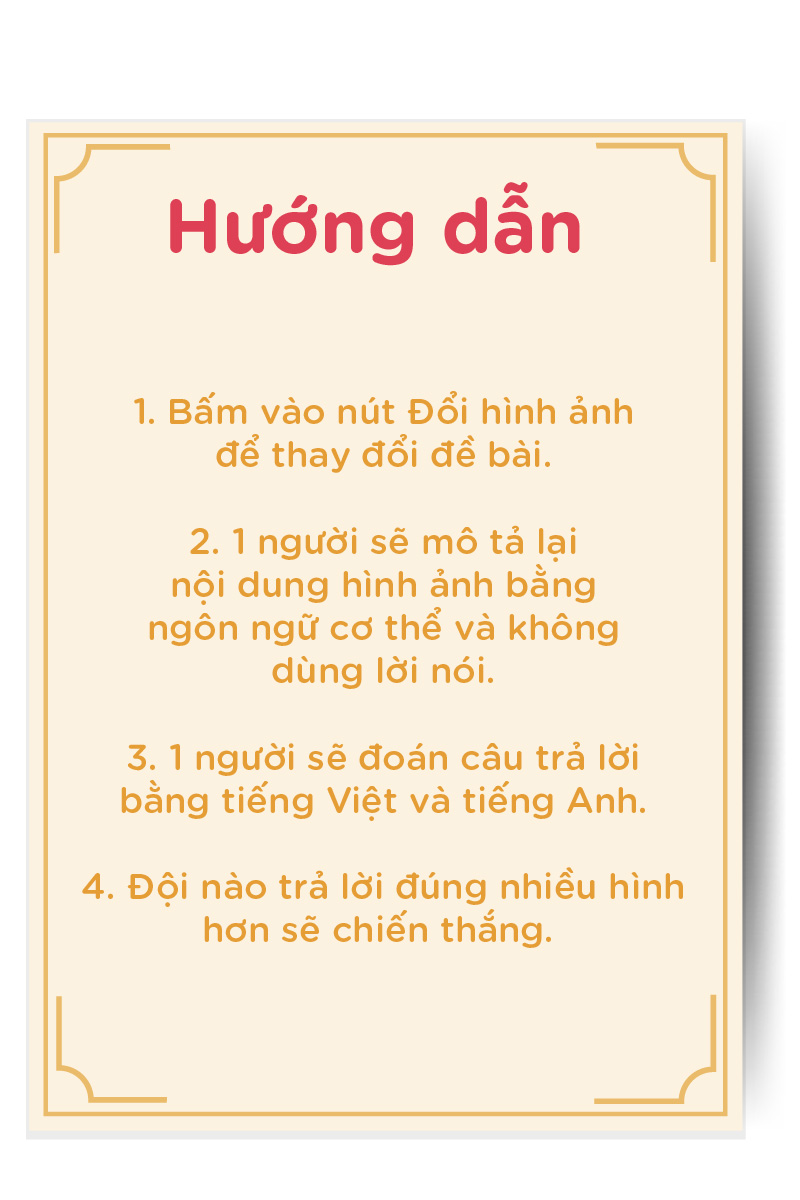 Hướng dẫn
1. Bấm vào nút Đổi hình ảnh
để thay đổi đề bài.
2. 1 người sẽ mô tả lại
nội dung hình ảnh bằng
ngôn ngữ cơ thể và không
dùng lời nói.
3. 1 người sẽ đoán câu trả lời
bằng tiếng Việt và tiếng Anh.
4. Đội nào trả lời đúng nhiều hình
hơn sẽ chiến thắng.